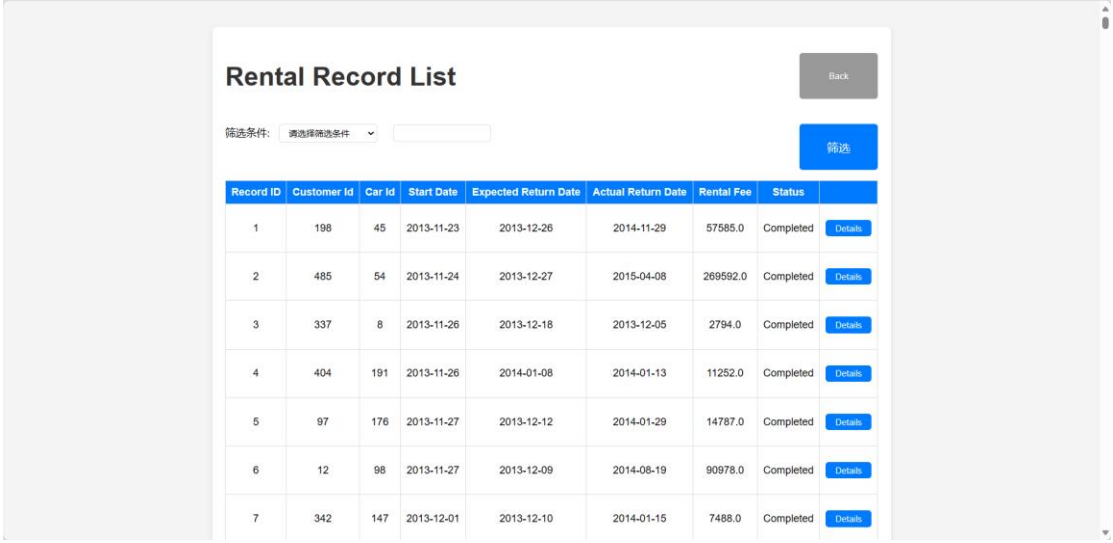 Rental Record List
Back
筛选条件: 请选择筛选条件
筛选
Record ID Customer Id Car Id Start Date Expected Return Date Actual Return Date Rental Fee Status
1 198 45 2013-11-23 2013-12-26 2014-11-29 57585.0 Completed Details
2 485 54 2013-11-24 2013-12-27 2015-04-08 269592.0 Completed Details
3 337 8 2013-11-26 2013-12-18 2013-12-05 2794.0 Completed Details
4 404 191 2013-11-26 2014-01-08 2014-01-13 11252.0 Completed Details
5 97 176 2013-11-27 2013-12-12 2014-01-29 14787.0 Completed Details
6 12 98 2013-11-27 2013-12-09 2014-08-19 90978.0 Completed Details
7 342 147 2013-12-01 2013-12-10 2014-01-15 7488.0 Completed Details